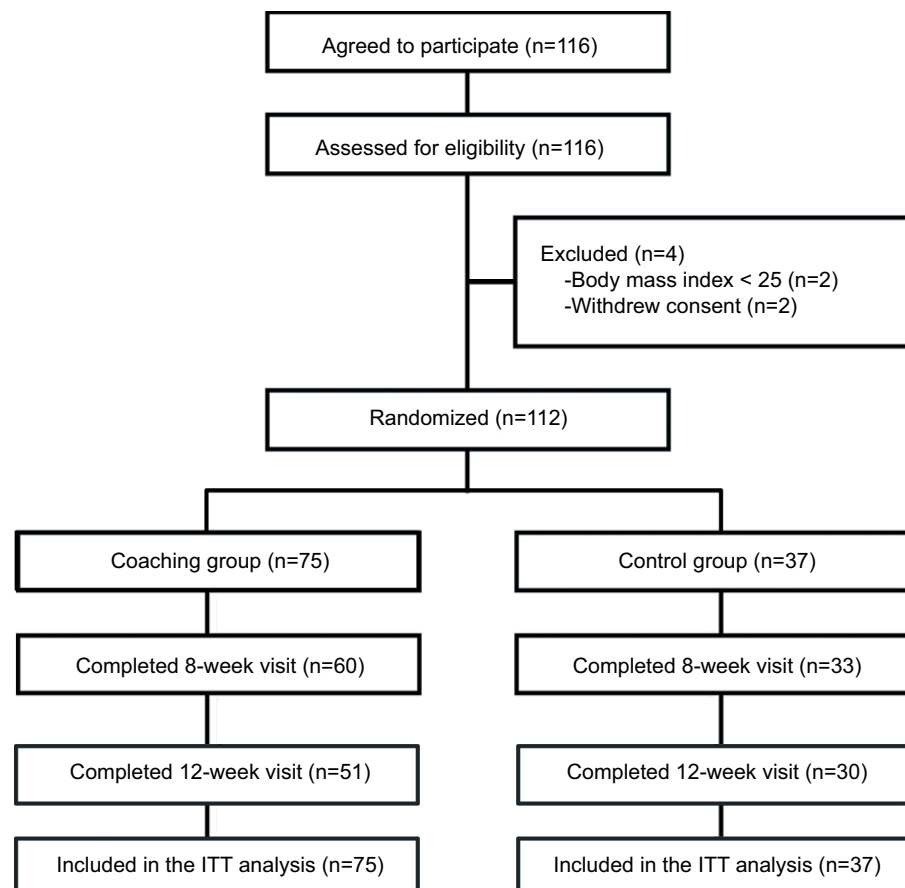 Agreed to participate (n=116)
Assessed for eligibility (n=116)
Excluded (n=4)
-Body mass index < 25 (n=2)
-Withdrew consent (n=2)
Randomized (n=112)
Coaching group (n=75)
Control group (n=37)
Completed 8-week visit (n=60)
Completed 8-week visit (n=33)
Completed 12-week visit (n=51)
Completed 12-week visit (n=30)
Included in the ITT analysis (n=75)
Included in the ITT analysis (n=37)